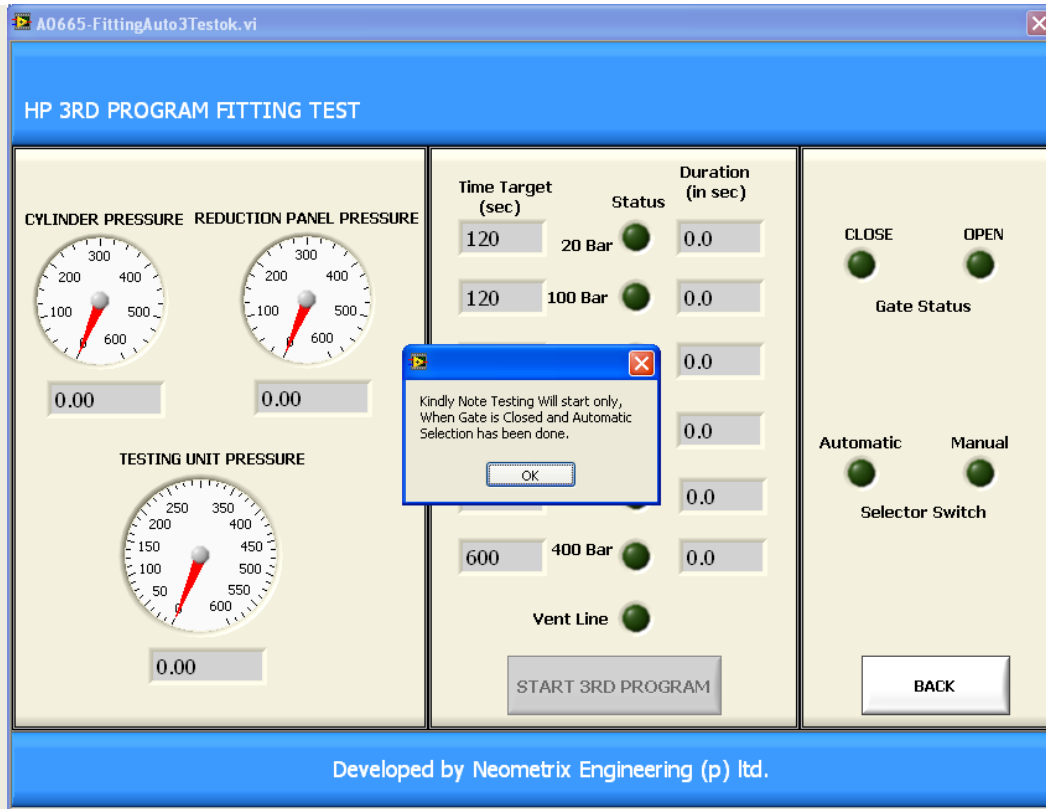 A0665-FittingAuto3Testok.vi
HP 3RD PROGRAM FITTING TEST
CYLINDER PRESSURE
0 100 200 300 400 500 600
0.00
REDUCTION PANEL PRESSURE
0 100 200 300 400 500 600
0.00
TESTING UNIT PRESSURE
0 50 100 150 200 250 350 400 450 500 550 600
0.00
Time Target
(sec)
Status
Duration
(in sec)
120 20 Bar 0.0
120 100 Bar 0.0
0.0
0.0
0.0
600 400 Bar 0.0
Vent Line
START 3RD PROGRAM
Kindly Note Testing Will start only,
When Gate is Closed and Automatic
Selection has been done.
OK
CLOSE OPEN
Gate Status
Automatic Manual
Selector Switch
BACK
Developed by Neometrix Engineering (p) ltd.